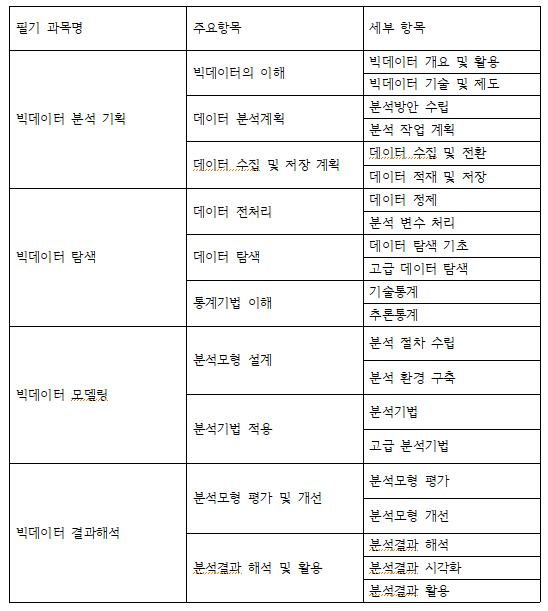 필기 과목명 주요항목 세부 항목
빅데이터 분석 기획
빅데이터의 이해
빅데이터 개요 및 활용
빅데이터 기술 및 제도
데이터 분석계획
분석방안 수립
분석 작업 계획
데이터 수집 및 저장 계획
데이터 수집 및 전환
데이터 적재 및 저장
빅데이터 탐색
데이터 전처리
데이터 정제
분석 변수 처리
데이터 탐색
데이터 탐색 기초
고급 데이터 탐색
통계기법 이해
기술통계
추론통계
빅데이터 모델링
분석모형 설계
분석 절차 수립
분석 환경 구축
분석기법 적용
분석기법
고급 분석기법
빅데이터 결과해석
분석모형 평가 및 개선
분석모형 평가
분석모형 개선
분석결과 해석 및 활용
분석결과 해석
분석결과 시각화
분석결과 활용